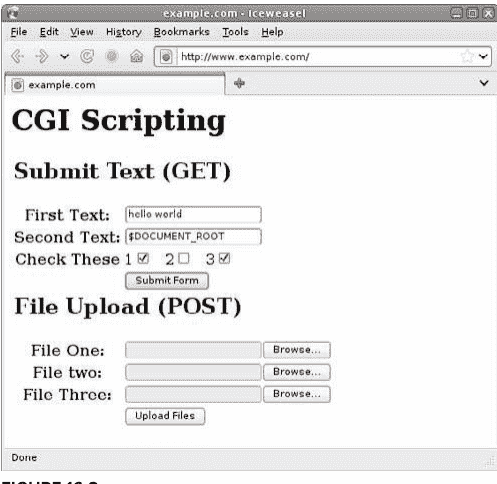 example.com - Iceweasel
File Edit View History Bookmarks Tools Help
http://www.example.com/
example.com
CGI Scripting
Submit Text (GET)
First Text: hello world
Second Text: $DOCUMENT_ROOT
Check These 1 2 3
Submit Form
File Upload (POST)
File One: Browse...
File two: Browse...
File Three: Browse...
Upload Files
Done